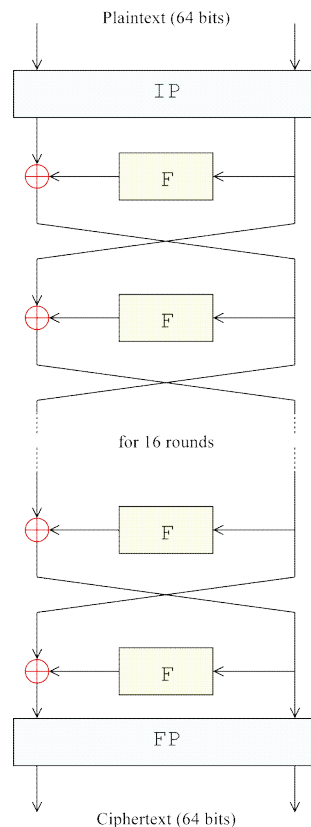 Plaintext (64 bits)
IP
F
F
for 16 rounds
F
F
FP
Ciphertext (64 bits)